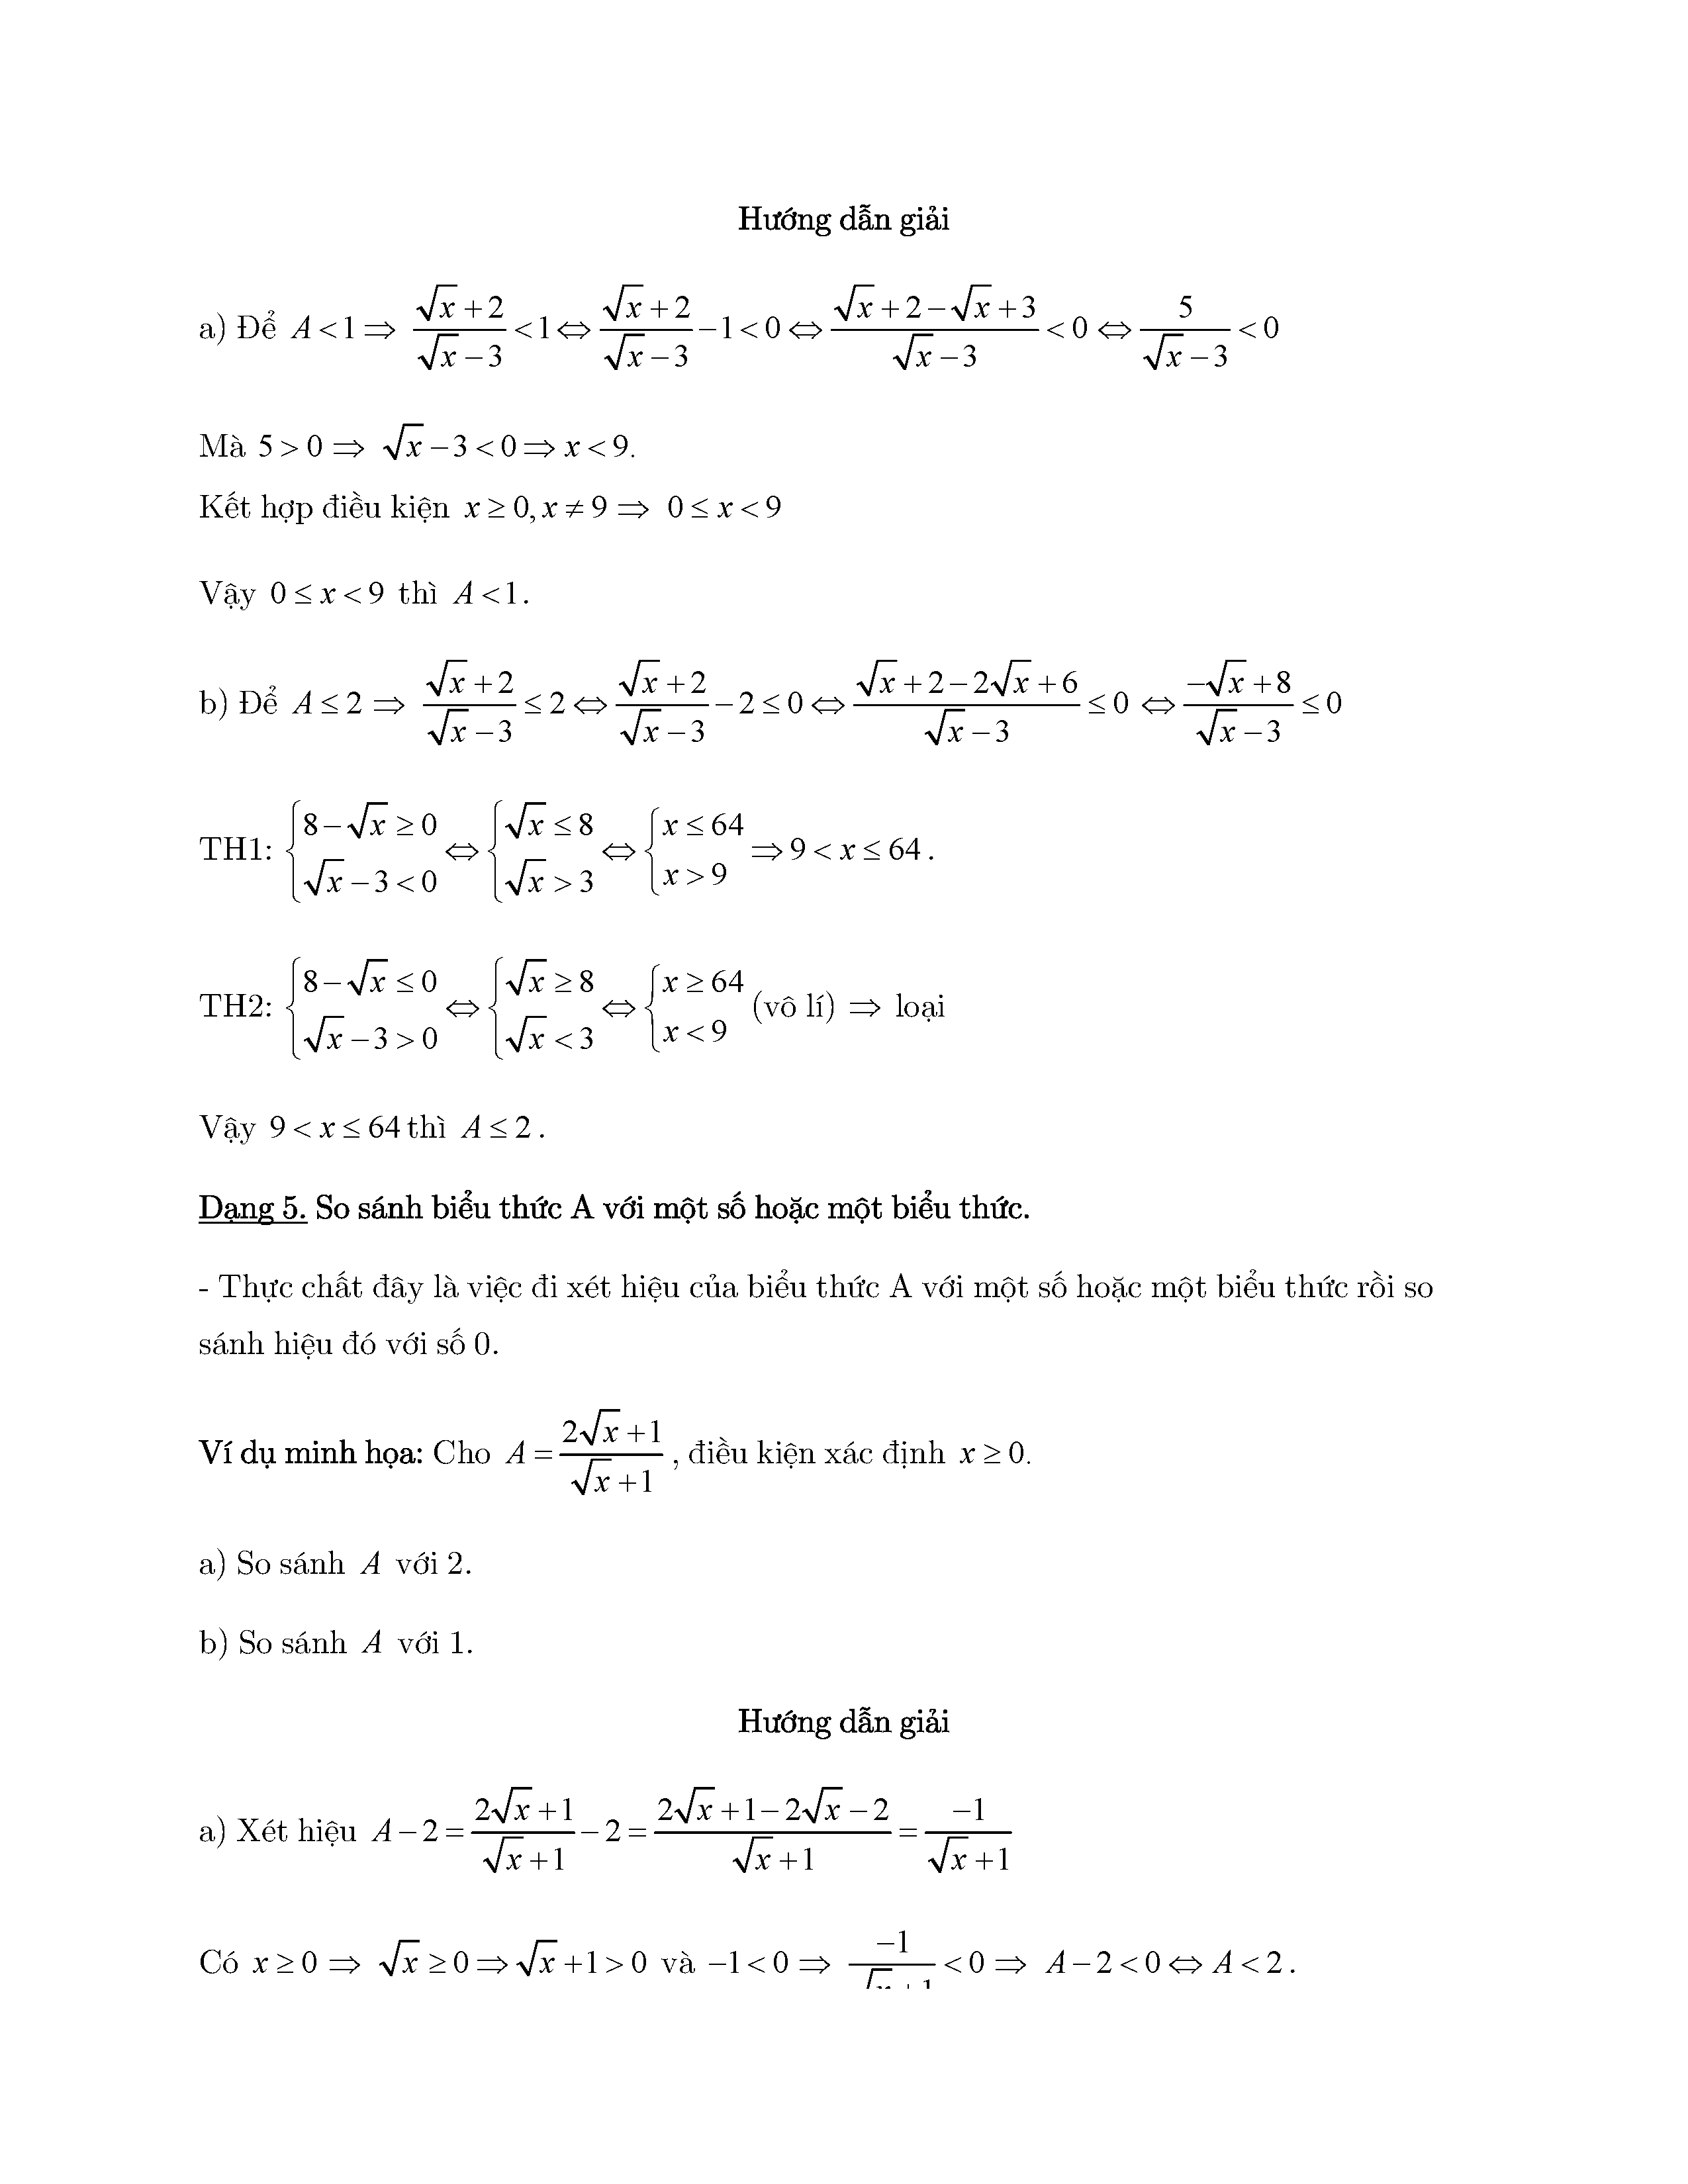 Hướng dẫn giải
a) Để $A<1\Rightarrow \frac{\sqrt{x}+2}{\sqrt{x}-3}<1\Leftrightarrow \frac{\sqrt{x}+2}{\sqrt{x}-3}-1<0\Leftrightarrow \frac{\sqrt{x}+2-\sqrt{x}+3}{\sqrt{x}-3}<0\Leftrightarrow \frac{5}{\sqrt{x}-3}<0$
Mà $5>0\Rightarrow \sqrt{x}-3<0\Rightarrow x<9$.
Kết hợp điều kiện $x\geq 0, x\neq 9\Rightarrow 0\leq x<9$
Vậy $0\leq x<9$ thì $A<1$.
b) Để $A\leq 2\Rightarrow \frac{\sqrt{x}+2}{\sqrt{x}-3}\leq 2\Leftrightarrow \frac{\sqrt{x}+2}{\sqrt{x}-3}-2\leq 0\Leftrightarrow \frac{\sqrt{x}+2-2\sqrt{x}+6}{\sqrt{x}-3}\leq 0\Leftrightarrow \frac{-\sqrt{x}+8}{\sqrt{x}-3}\leq 0$
TH1: $\begin{cases}8-\sqrt{x}\geq 0\\ \sqrt{x}-3<0\end{cases}\Leftrightarrow \begin{cases}\sqrt{x}\leq 8\\ \sqrt{x}>3\end{cases}\Leftrightarrow \begin{cases}x\leq 64\\ x>9\end{cases}\Rightarrow 9<x\leq 64$.
TH2: $\begin{cases}8-\sqrt{x}\leq 0\\ \sqrt{x}-3>0\end{cases}\Leftrightarrow \begin{cases}\sqrt{x}\geq 8\\ \sqrt{x}<3\end{cases}\Leftrightarrow \begin{cases}x\geq 64\\ x<9\end{cases}$ (vô lí) $\Rightarrow$ loại
Vậy $9<x\leq 64$ thì $A\leq 2$.
Dạng 5. So sánh biểu thức A với một số hoặc một biểu thức.
- Thực chất đây là việc đi xét hiệu của biểu thức A với một số hoặc một biểu thức rồi so
sánh hiệu đó với số 0.
Ví dụ minh họa: Cho $A=\frac{2\sqrt{x}+1}{\sqrt{x}+1}$, điều kiện xác định $x\geq 0$.
a) So sánh $A$ với 2.
b) So sánh $A$ với 1.
Hướng dẫn giải
a) Xét hiệu $A-2=\frac{2\sqrt{x}+1}{\sqrt{x}+1}-2=\frac{2\sqrt{x}+1-2\sqrt{x}-2}{\sqrt{x}+1}=\frac{-1}{\sqrt{x}+1}$
Có $x\geq 0\Rightarrow \sqrt{x}\geq 0\Rightarrow \sqrt{x}+1>0$ và $-1<0\Rightarrow \frac{-1}{\sqrt{x}+1}<0\Rightarrow A-2<0\Leftrightarrow A<2$.